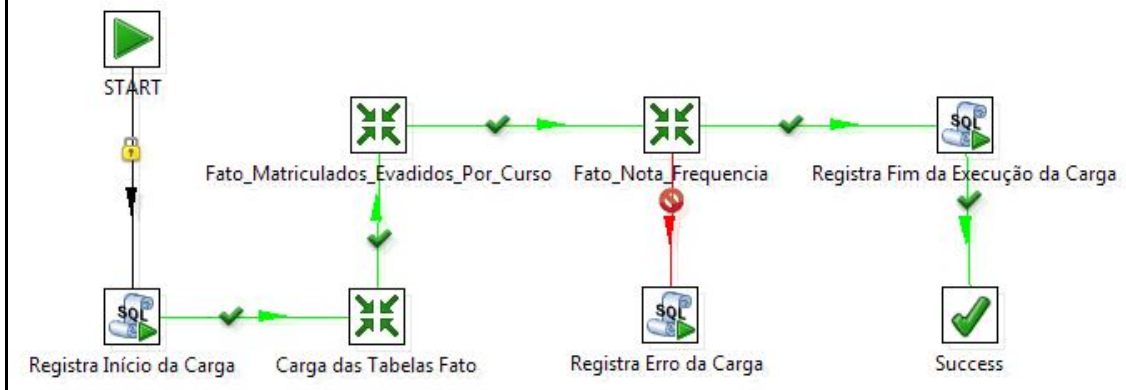 START
Fato_Matriculados_Evadidos_Por_Curso
Fato_Nota_Frequencia
SQL
Registra Fim da Execução da Carga
SQL
Registra Início da Carga
Carga das Tabelas Fato
SQL
Registra Erro da Carga
Success